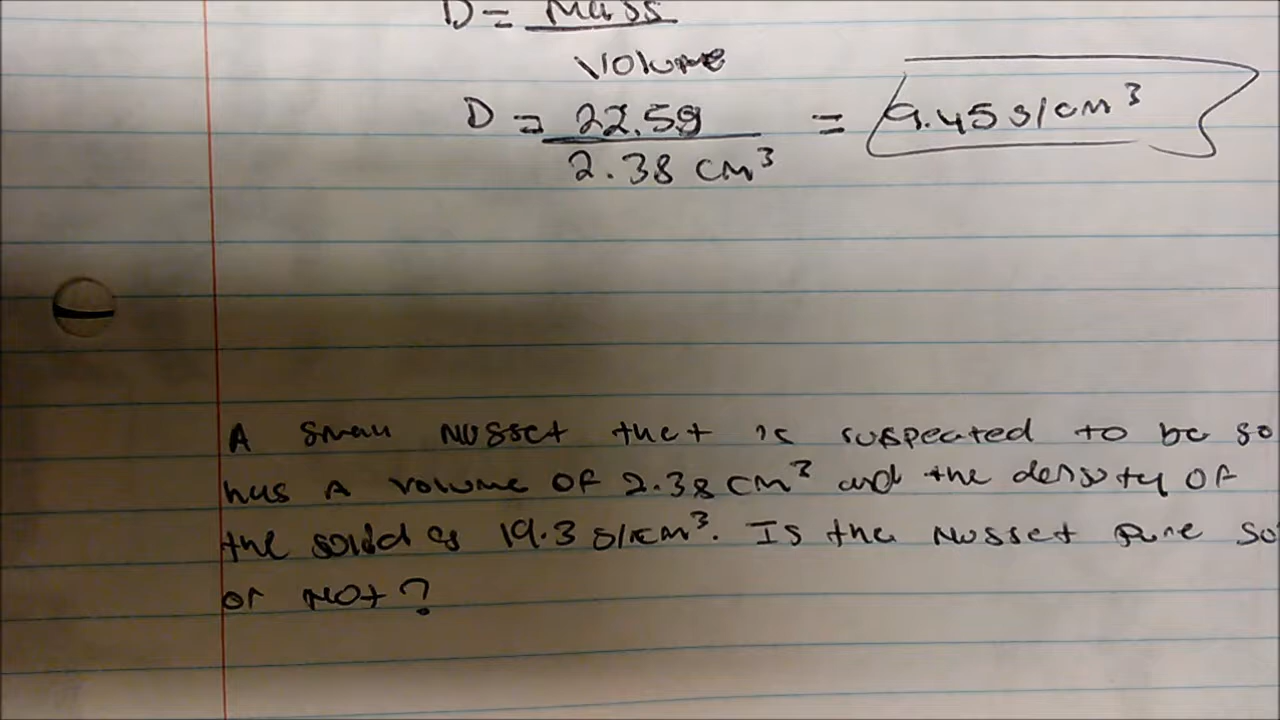 D = Mass
Volume
D = 22.5g = 9.45 g/cm³
2.38 cm³
A small nugget that is suspected to be go
has A volume OF 2.38 cm³ and the density OF
the solid is 19.3 g/cm³. Is the nugget pure go
or Not?